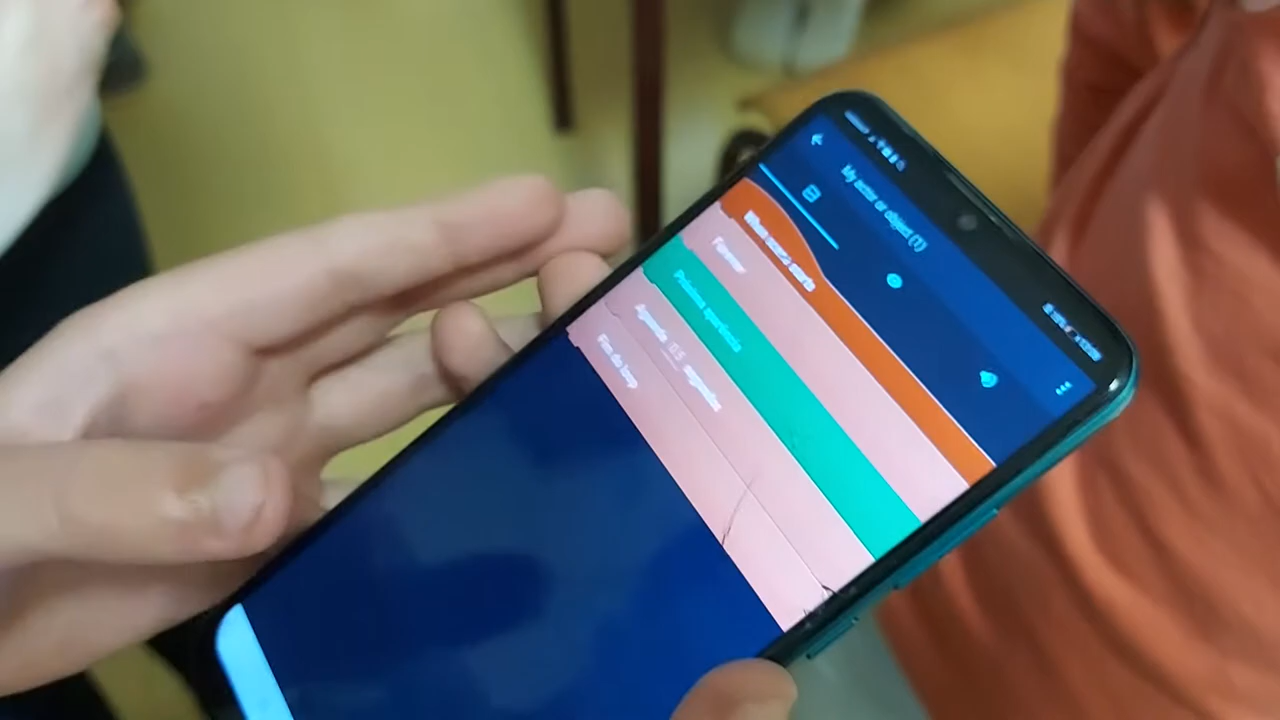 My actor or object (1)
When scene starts
Forever
Próxima aparência
Aguarde 0.5 segundos
Fim do loop